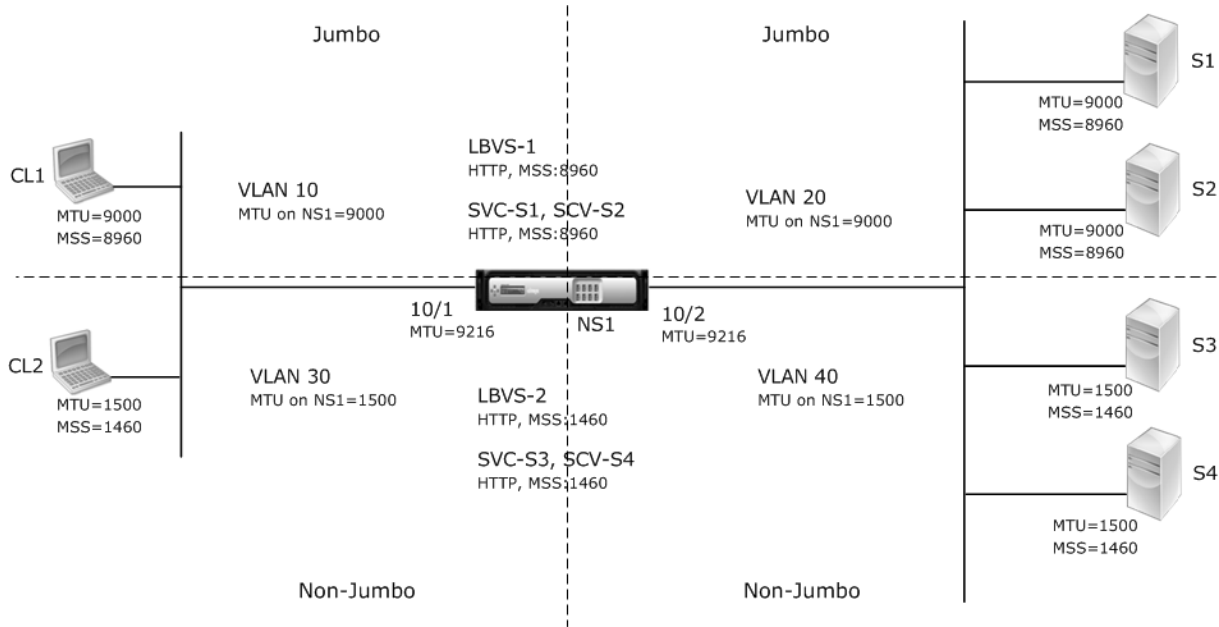 Jumbo
Jumbo
S1
MTU=9000
MSS=8960
LBVS-1
HTTP, MSS:8960
CL1
VLAN 10
MTU on NS1=9000
MTU=9000
MSS=8960
SVC-S1, SCV-S2
HTTP, MSS:8960
VLAN 20
MTU on NS1=9000
S2
MTU=9000
MSS=8960
10/1
MTU=9216
NS1
10/2
MTU=9216
CL2
VLAN 30
MTU on NS1=1500
MTU=1500
MSS=1460
LBVS-2
HTTP, MSS:1460
VLAN 40
MTU on NS1=1500
S3
MTU=1500
MSS=1460
SVC-S3, SCV-S4
HTTP, MSS:1460
S4
MTU=1500
MSS=1460
Non-Jumbo
Non-Jumbo